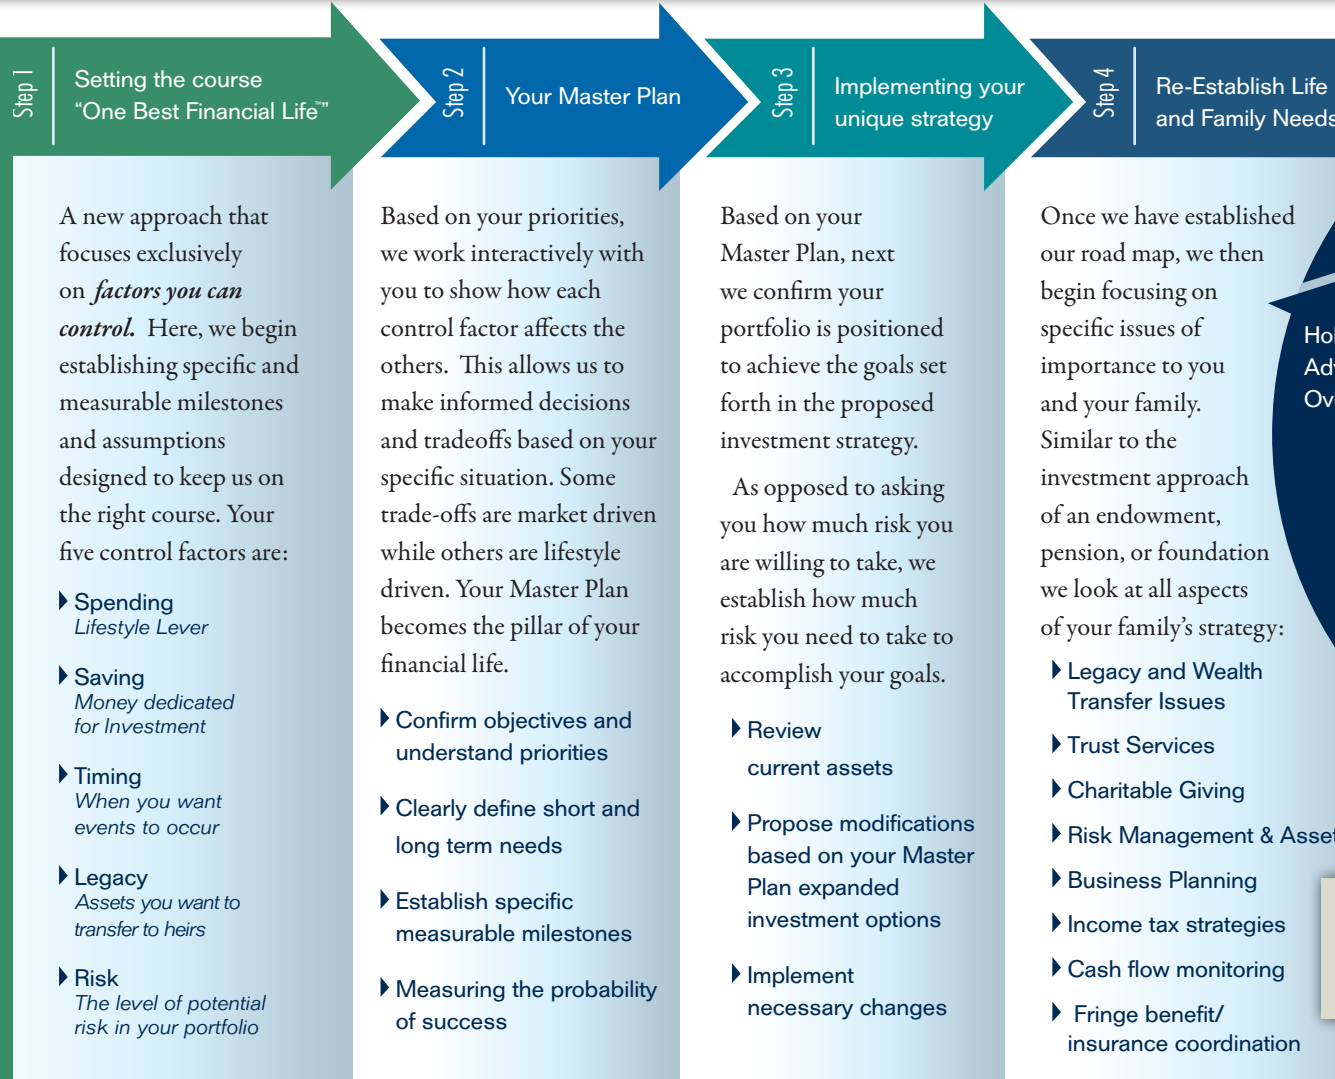 Step 1
Setting the course
“One Best Financial Life™”
A new approach that
focuses exclusively
on factors you can
control. Here, we begin
establishing specific and
measurable milestones
and assumptions
designed to keep us on
the right course. Your
five control factors are:
Spending
Lifestyle Lever
Saving
Money dedicated
for Investment
Timing
When you want
events to occur
Legacy
Assets you want to
transfer to heirs
Risk
The level of potential
risk in your portfolio
Step 2
Your Master Plan
Based on your priorities,
we work interactively with
you to show how each
control factor affects the
others. This allows us to
make informed decisions
and tradeoffs based on your
specific situation. Some
trade-offs are market driven
while others are lifestyle
driven. Your Master Plan
becomes the pillar of your
financial life.
Confirm objectives and
understand priorities
Clearly define short and
long term needs
Establish specific
measurable milestones
Measuring the probability
of success
Step 3
Implementing your
unique strategy
Based on your
Master Plan, next
we confirm your
portfolio is positioned
to achieve the goals set
forth in the proposed
investment strategy.
As opposed to asking
you how much risk you
are willing to take, we
establish how much
risk you need to take to
accomplish your goals.
Review
current assets
Propose modifications
based on your Master
Plan expanded
investment options
Implement
necessary changes
Step 4
Re-Establish Life
and Family Needs
Once we have established
our road map, we then
begin focusing on
specific issues of
importance to you
and your family.
Similar to the
investment approach
of an endowment,
pension, or foundation
we look at all aspects
of your family’s strategy:
Legacy and Wealth
Transfer Issues
Trust Services
Charitable Giving
Risk Management & Asset
Business Planning
Income tax strategies
Cash flow monitoring
Fringe benefit/
insurance coordination